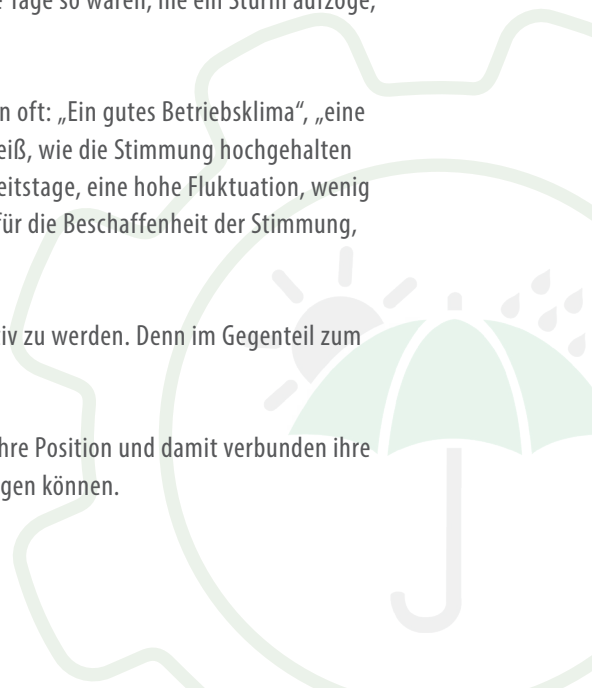 Tage so wären, nie ein Sturm aufzöge,
n oft: „Ein gutes Betriebsklima“, „eine
eiß, wie die Stimmung hochgehalten
eitstage, eine hohe Fluktuation, wenig
für die Beschaffenheit der Stimmung,
iv zu werden. Denn im Gegenteil zum
hre Position und damit verbunden ihre
gen können.